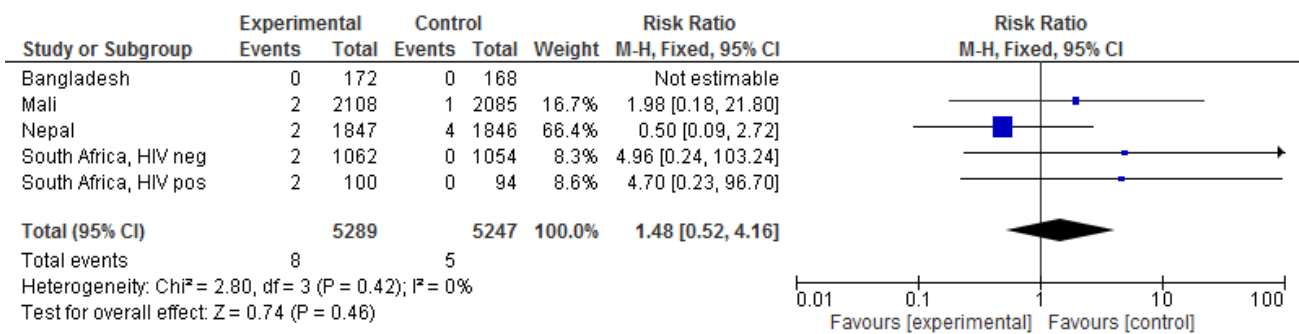 Experimental Control Risk Ratio Risk Ratio
Study or Subgroup Events Total Events Total Weight M-H, Fixed, 95% CI M-H, Fixed, 95% CI
Bangladesh 0 172 0 168 Not estimable
Mali 2 2108 1 2085 16.7% 1.98 [0.18, 21.80]
Nepal 2 1847 4 1846 66.4% 0.50 [0.09, 2.72]
South Africa, HIV neg 2 1062 0 1054 8.3% 4.96 [0.24, 103.24]
South Africa, HIV pos 2 100 0 94 8.6% 4.70 [0.23, 96.70]
Total (95% CI) 5289 5247 100.0% 1.48 [0.52, 4.16]
Total events 8 5
Heterogeneity: Chi² = 2.80, df = 3 (P = 0.42); I² = 0%
Test for overall effect: Z = 0.74 (P = 0.46)
0.01 0.1 1 10 100
Favours [experimental] Favours [control]